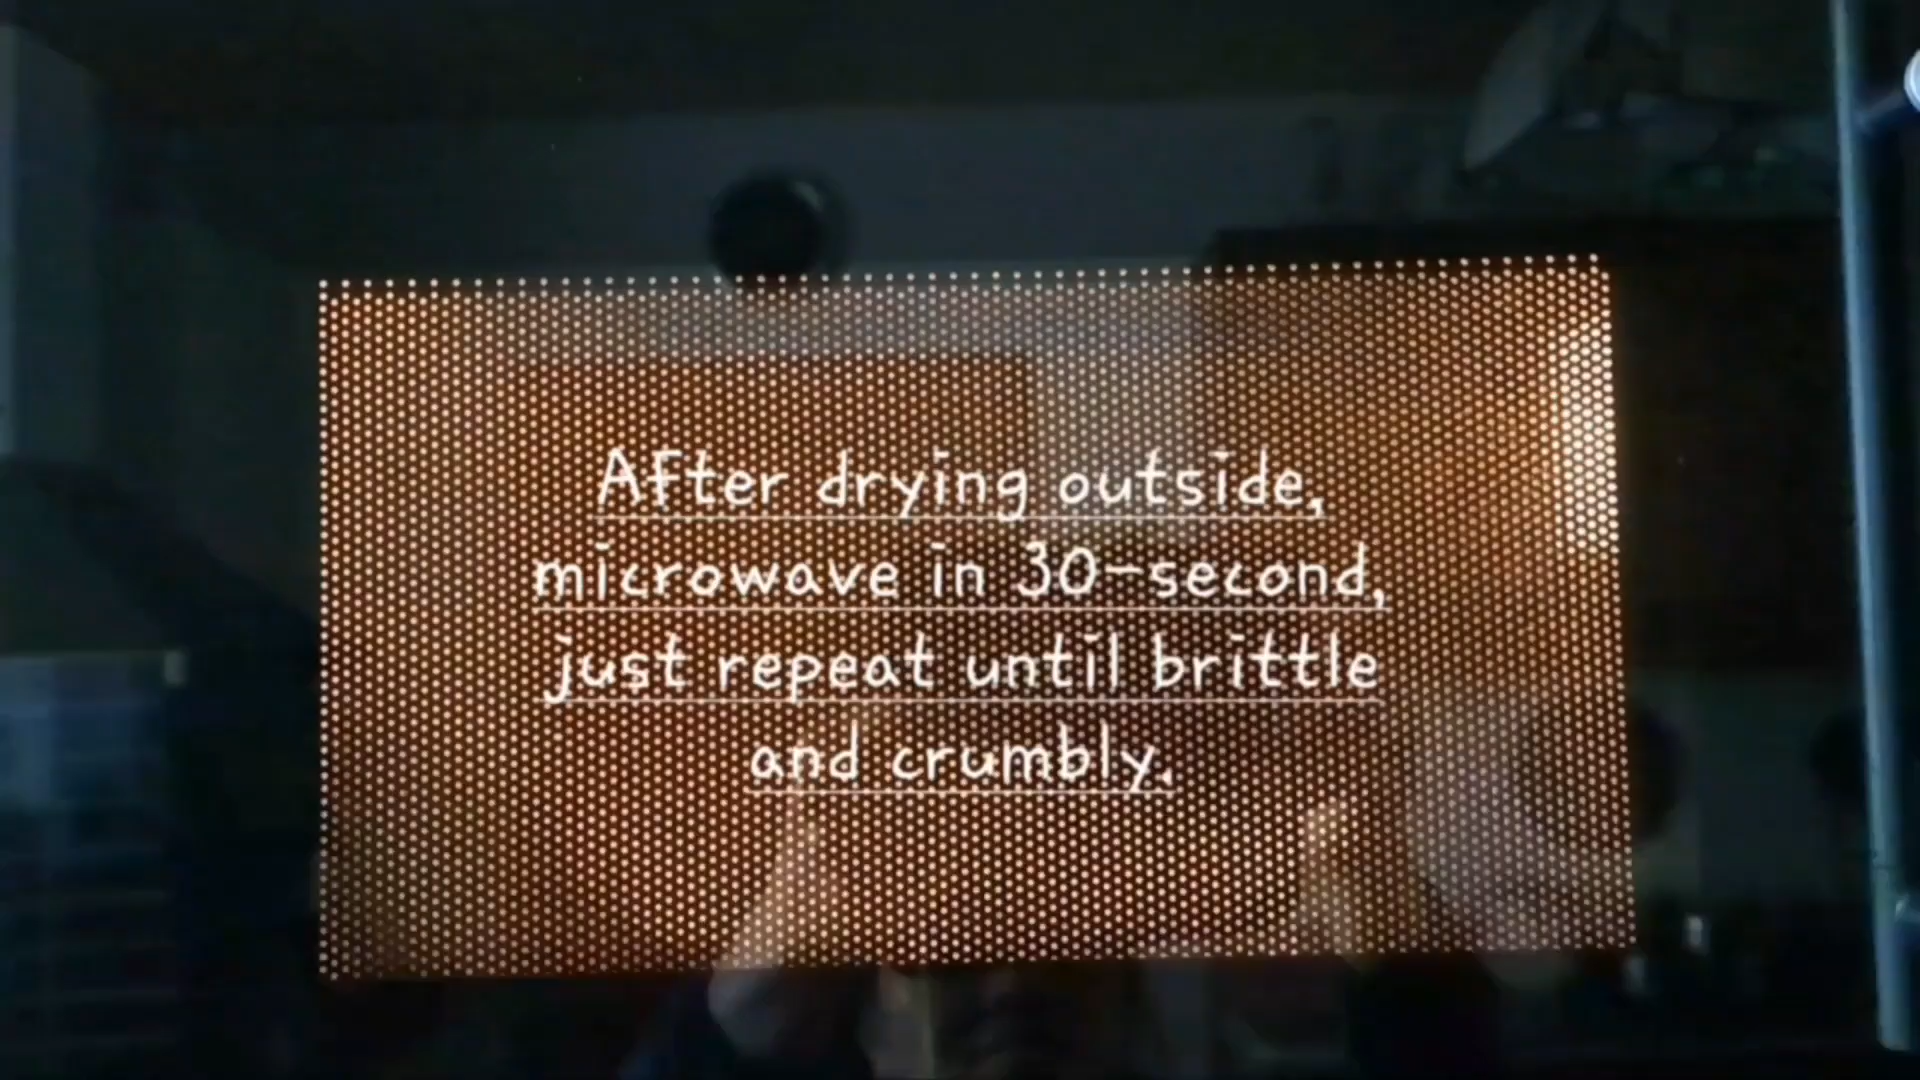 After drying outside,
microwave in 30-second,
just repeat until brittle
and crumbly.